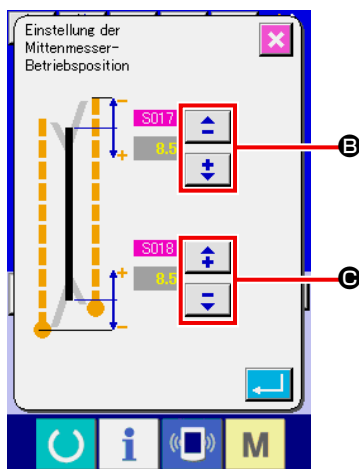 Einstellung der
Mittenmesser-
Betriebsposition
S017
8.5
B
S018
8.5
C
i
M